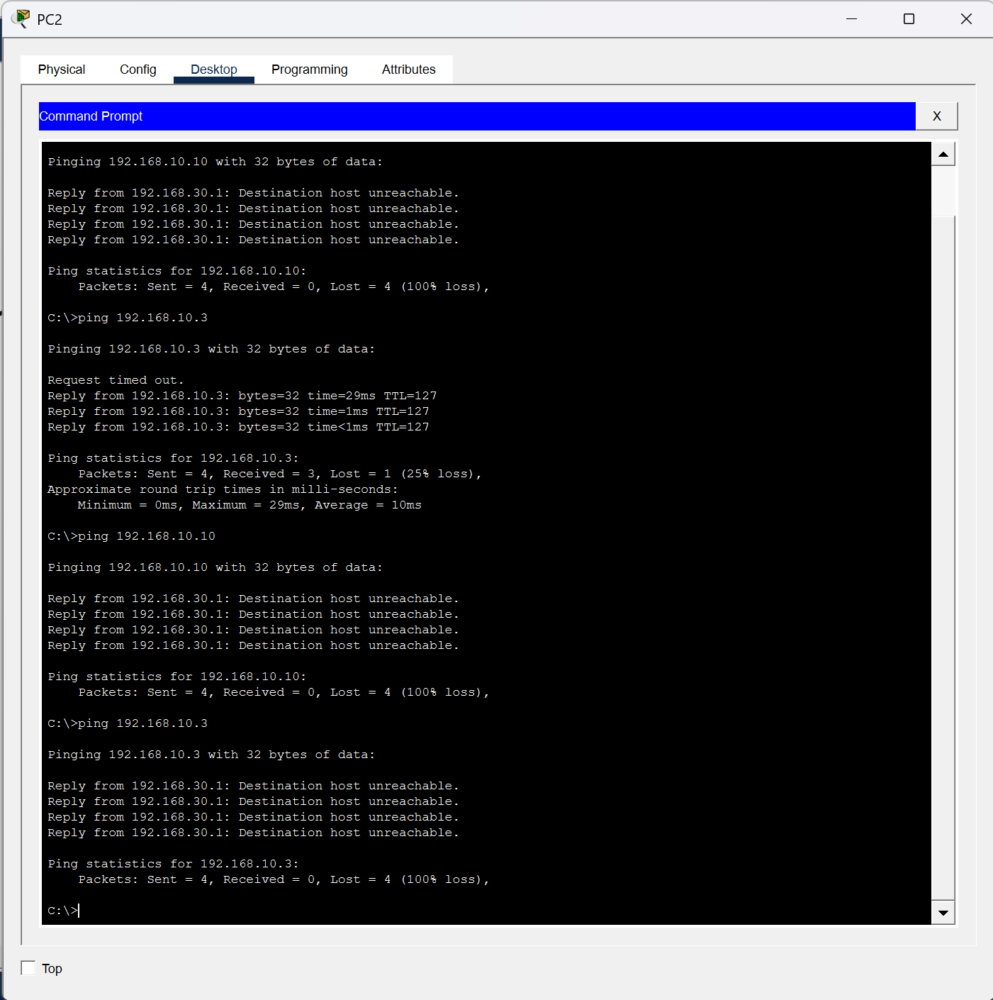 PC2
Physical Config Desktop Programming Attributes
Command Prompt X
Pinging 192.168.10.10 with 32 bytes of data:
Reply from 192.168.30.1: Destination host unreachable.
Reply from 192.168.30.1: Destination host unreachable.
Reply from 192.168.30.1: Destination host unreachable.
Reply from 192.168.30.1: Destination host unreachable.
Ping statistics for 192.168.10.10:
    Packets: Sent = 4, Received = 0, Lost = 4 (100% loss),
C:\>ping 192.168.10.3
Pinging 192.168.10.3 with 32 bytes of data:
Request timed out.
Reply from 192.168.10.3: bytes=32 time=29ms TTL=127
Reply from 192.168.10.3: bytes=32 time=1ms TTL=127
Reply from 192.168.10.3: bytes=32 time<1ms TTL=127
Ping statistics for 192.168.10.3:
    Packets: Sent = 4, Received = 3, Lost = 1 (25% loss),
Approximate round trip times in milli-seconds:
    Minimum = 0ms, Maximum = 29ms, Average = 10ms
C:\>ping 192.168.10.10
Pinging 192.168.10.10 with 32 bytes of data:
Reply from 192.168.30.1: Destination host unreachable.
Reply from 192.168.30.1: Destination host unreachable.
Reply from 192.168.30.1: Destination host unreachable.
Reply from 192.168.30.1: Destination host unreachable.
Ping statistics for 192.168.10.10:
    Packets: Sent = 4, Received = 0, Lost = 4 (100% loss),
C:\>ping 192.168.10.3
Pinging 192.168.10.3 with 32 bytes of data:
Reply from 192.168.30.1: Destination host unreachable.
Reply from 192.168.30.1: Destination host unreachable.
Reply from 192.168.30.1: Destination host unreachable.
Reply from 192.168.30.1: Destination host unreachable.
Ping statistics for 192.168.10.3:
    Packets: Sent = 4, Received = 0, Lost = 4 (100% loss),
C:\>
Top